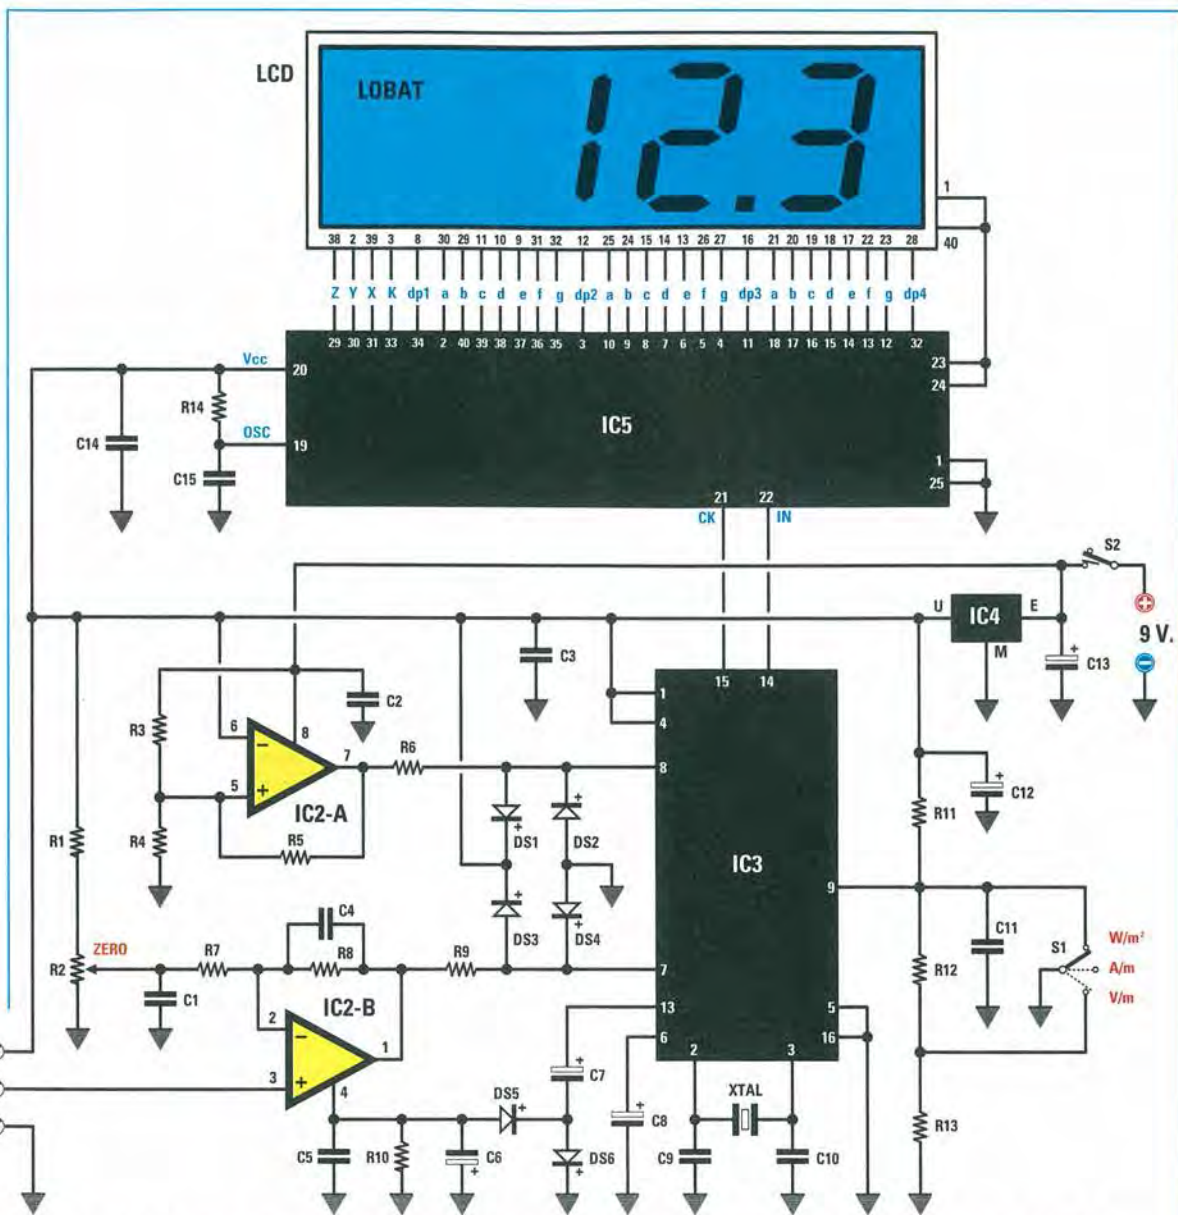 LCD
LOBAT
12.3
1
40
38 2 39 3 8 30 29 11 10 9 31 32 12 25 24 15 14 13 26 27 16 21 20 19 18 17 22 23 28
Z Y X K dp1 a b c d e f g dp2 a b c d e f g dp3 a b c d e f g dp4
29 30 31 33 34 2 40 39 38 37 36 35 3 10 9 8 7 6 5 4 11 18 17 16 15 14 13 12 32
Vcc
20
23
24
R14
IC5
C14
OSC
19
C15
1
25
21 22
CK IN
S2
U IC4 E
M
9 V.
C13
+
C3
15 14
1
4
C2
R3
6
8
7
R6
8
5
IC2-A
R1
R4
R5
DS1
+
DS2
+
C12
+
R11
IC3
9
DS3
+
DS4
+
C4
C11
S1
W/m²
A/m
V/m
ZERO
R2
R7
R8
R9
7
R12
C1
IC2-B
13
5
6
16
2
1
3
4
2 3
C7
+
XTAL
DS5
+
C8
+
R13
C5
R10
C6
+
DS6
+
C9
C10